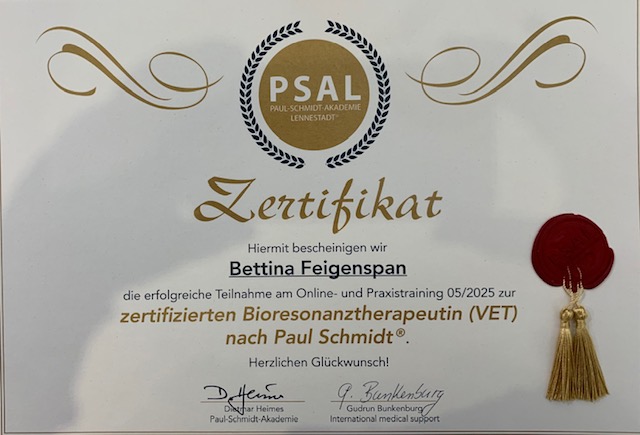 PSAL
PAUL-SCHMIDT-AKADEMIE
LENNESTADT®
Zertifikat
Hiermit bescheinigen wir
Bettina Feigenspan
die erfolgreiche Teilnahme am Online- und Praxistraining 05/2025 zur
zertifizierten Bioresonanztherapeutin (VET)
nach Paul Schmidt®.
Herzlichen Glückwunsch!
D. Heimes G. Bunkenburg
Dietmar Heimes Gudrun Bunkenburg
Paul-Schmidt-Akademie International medical support